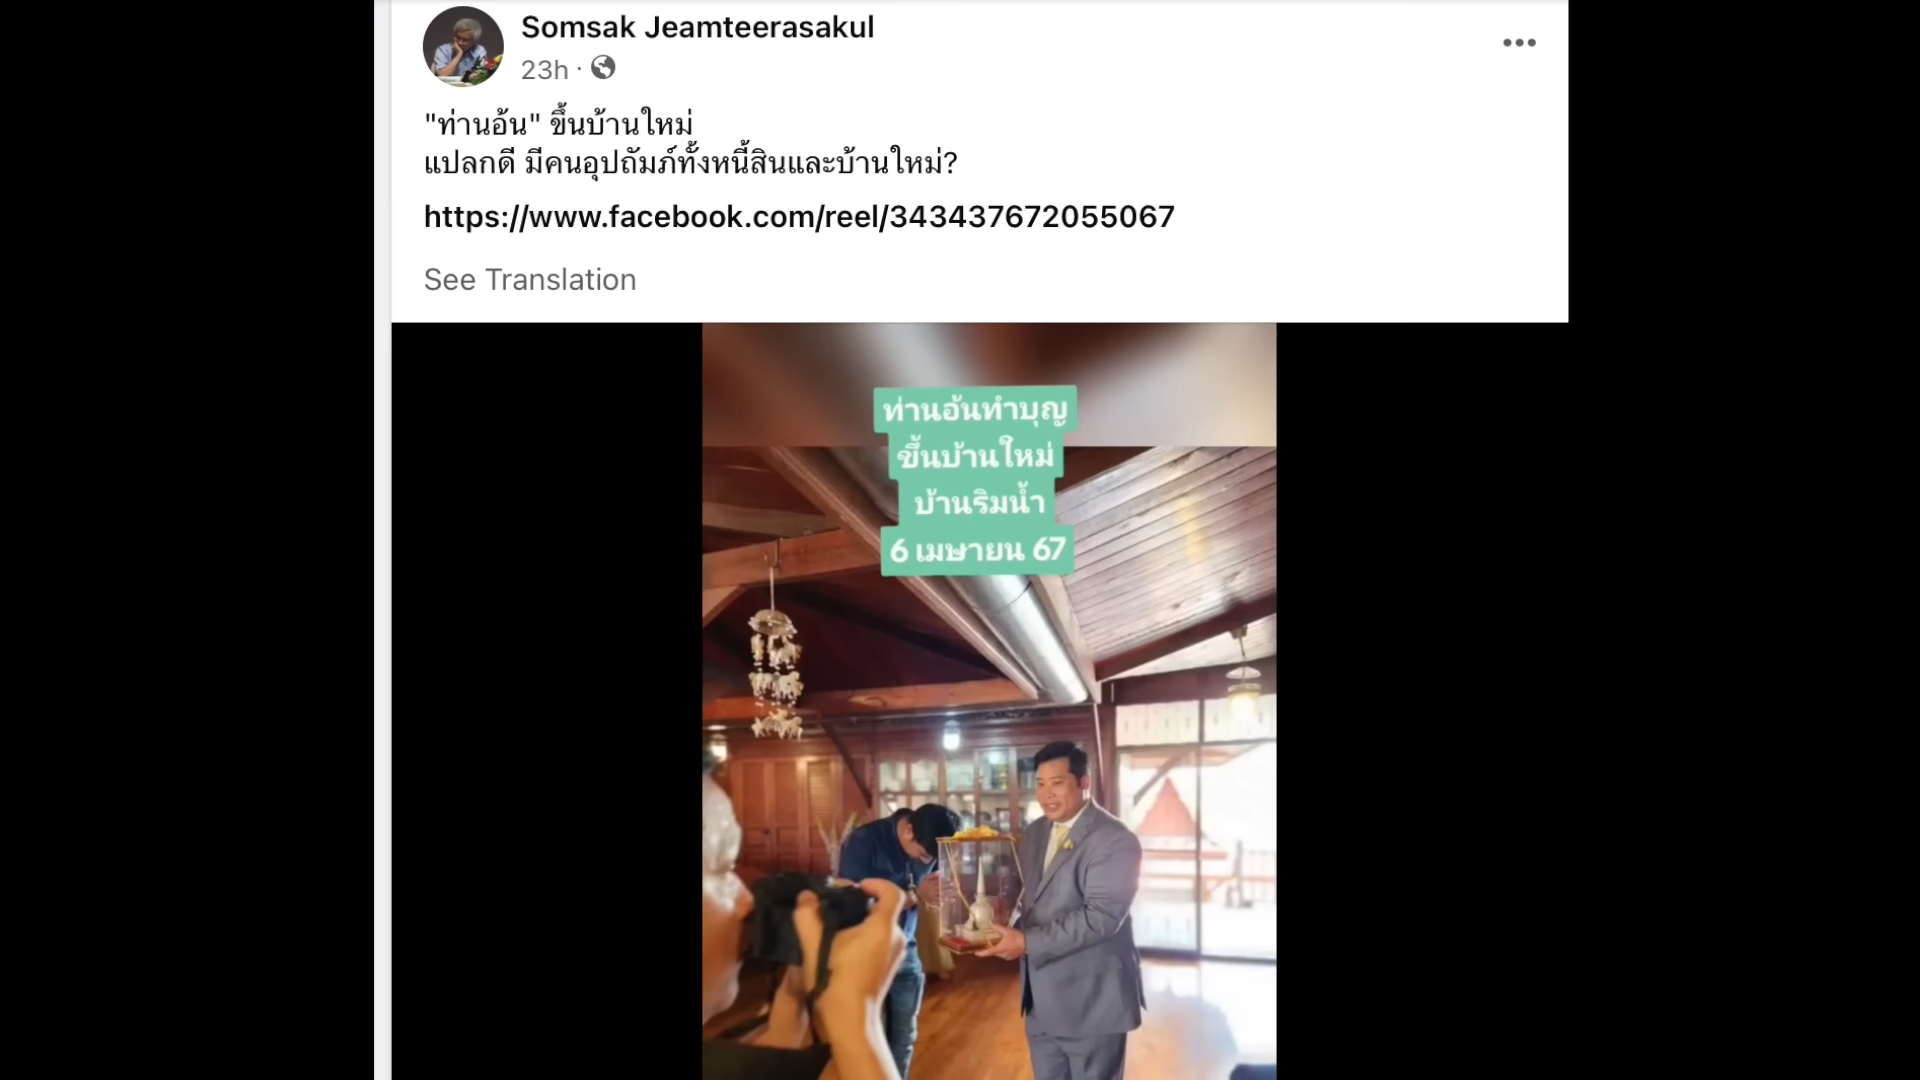 Somsak Jeamteerasakul
23h ·
"ท่านอ้น" ขึ้นบ้านใหม่
แปลกดี มีคนอุปถัมภ์ทั้งหนี้สินและบ้านใหม่?
https://www.facebook.com/reel/343437672055067
See Translation
ท่านอ้นทำบุญ
ขึ้นบ้านใหม่
บ้านริมน้ำ
6 เมษายน 67